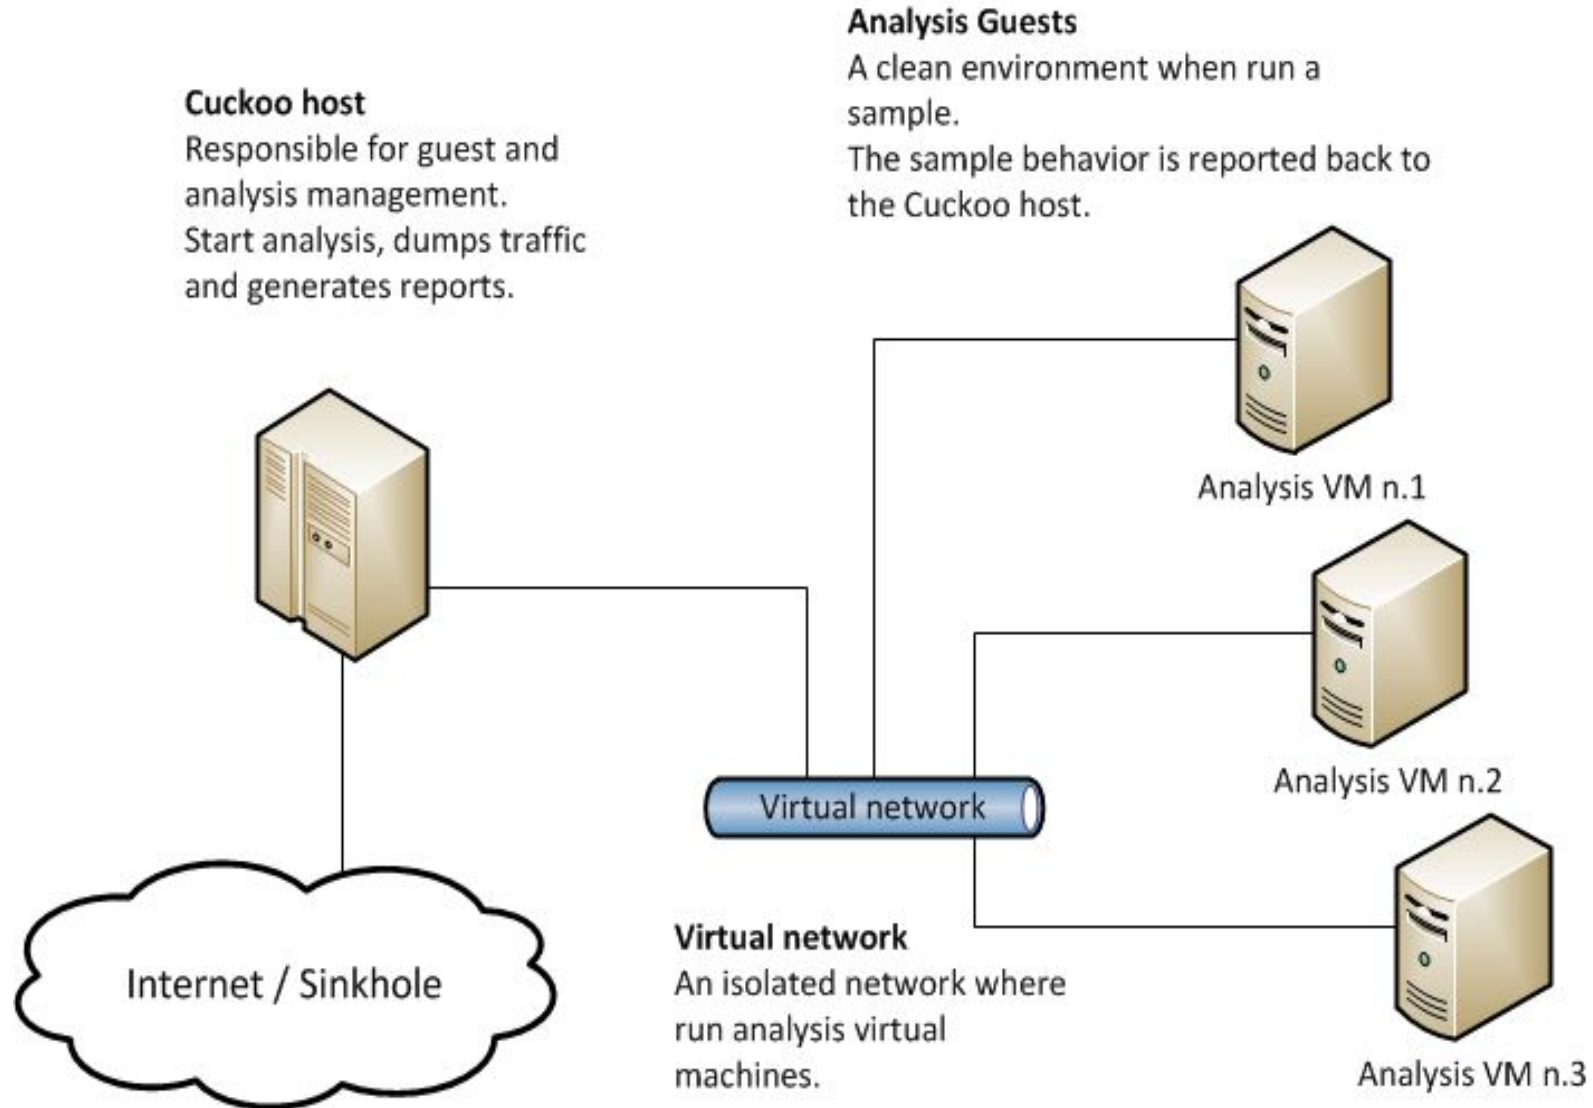 Analysis Guests
A clean environment when run a
sample.
The sample behavior is reported back to
the Cuckoo host.
Cuckoo host
Responsible for guest and
analysis management.
Start analysis, dumps traffic
and generates reports.
Analysis VM n.1
Analysis VM n.2
Virtual network
Internet / Sinkhole
Virtual network
An isolated network where
run analysis virtual
machines.
Analysis VM n.3